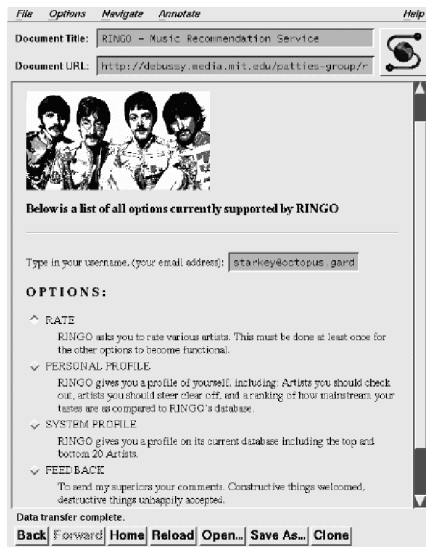 File Options Navigate Annotate Help
Document Title: RINGO - Music Recommendation Service
Document URL: http://debussy.media.mit.edu/patties-group/r
Below is a list of all options currently supported by RINGO
Type in your username, (your email address): starkey@octopus.gard
OPTIONS:
RATE
RINGO asks you to rate various artists. This must be done at least once for
the other options to become functional.
PERSONAL PROFILE
RINGO gives you a profile of yourself, including: Artists you should check
out, artists you should steer clear off, and a ranking of how mainstream your
tastes are as compared to RINGO's database.
SYSTEM PROFILE
RINGO gives you a profile on its current database including the top and
bottom 20 Artists.
FEEDBACK
To send my superiors your comments. Constructive things welcomed,
destructive things unhappily accepted.
Data transfer complete.
Back Forward Home Reload Open... Save As... Clone